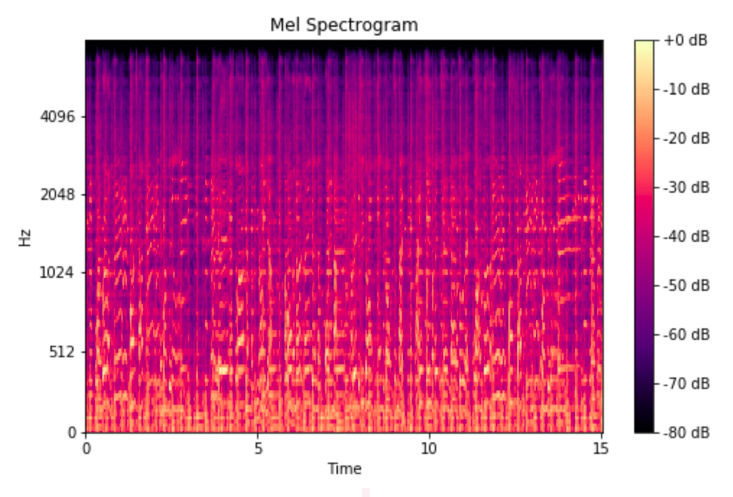 Mel Spectrogram
+0 dB
4096
-10 dB
-20 dB
2048
-30 dB
Hz
-40 dB
1024
-50 dB
512
-60 dB
-70 dB
0
-80 dB
0 5 10 15
Time